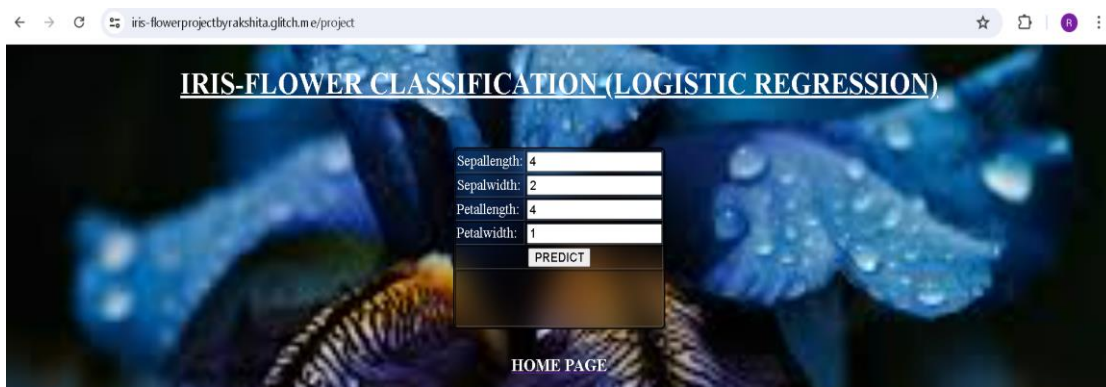 iris-flowerprojectbyrakshita.glitch.me/project
R
IRIS-FLOWER CLASSIFICATION (LOGISTIC REGRESSION)
Sepallength: 4
Sepalwidth: 2
Petallength: 4
Petalwidth: 1
PREDICT
HOME PAGE